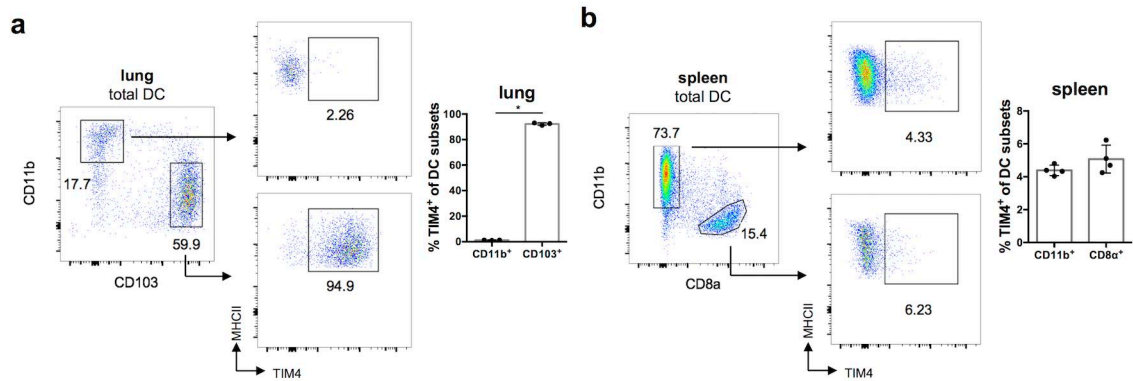 a
lung
total DC
CD11b
17.7
59.9
CD103
2.26
94.9
MHCII
TIM4
lung
% TIM4⁺ of DC subsets
100
80
60
40
20
0
*
CD11b⁺
CD103⁺
b
spleen
total DC
CD11b
73.7
15.4
CD8a
4.33
6.23
MHCII
TIM4
spleen
% TIM4⁺ of DC subsets
8
6
4
2
0
CD11b⁺
CD8α⁺